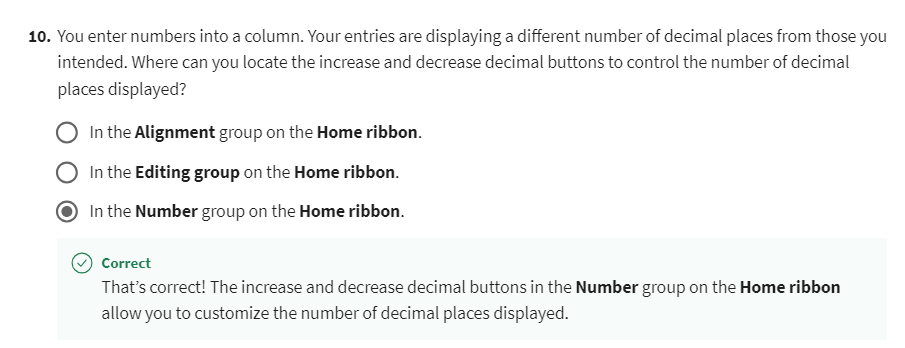 10. You enter numbers into a column. Your entries are displaying a different number of decimal places from those you
intended. Where can you locate the increase and decrease decimal buttons to control the number of decimal
places displayed?
In the Alignment group on the Home ribbon.
In the Editing group on the Home ribbon.
In the Number group on the Home ribbon.
Correct
That's correct! The increase and decrease decimal buttons in the Number group on the Home ribbon
allow you to customize the number of decimal places displayed.